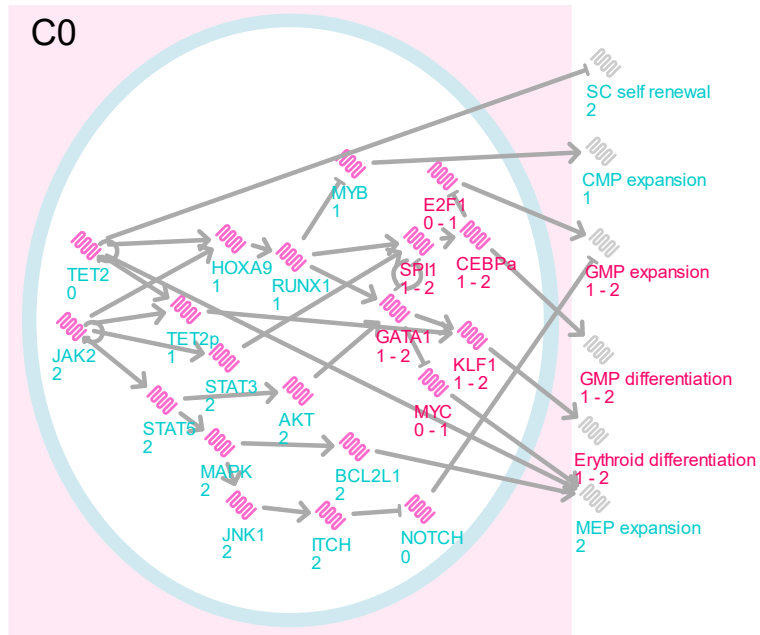 C0
SC self renewal
2
CMP expansion
1
MYB
1
E2F1
0 - 1
TET2
0
HOXA9
1
RUNX1
1
SPI1
1 - 2
CEBPa
1 - 2
GMP expansion
1 - 2
JAK2
2
TET2p
1
GATA1
1 - 2
KLF1
1 - 2
GMP differentiation
1 - 2
STAT3
2
STAT5
2
AKT
2
MYC
0 - 1
Erythroid differentiation
1 - 2
MAPK
2
BCL2L1
2
JNK1
2
ITCH
2
NOTCH
0
MEP expansion
2